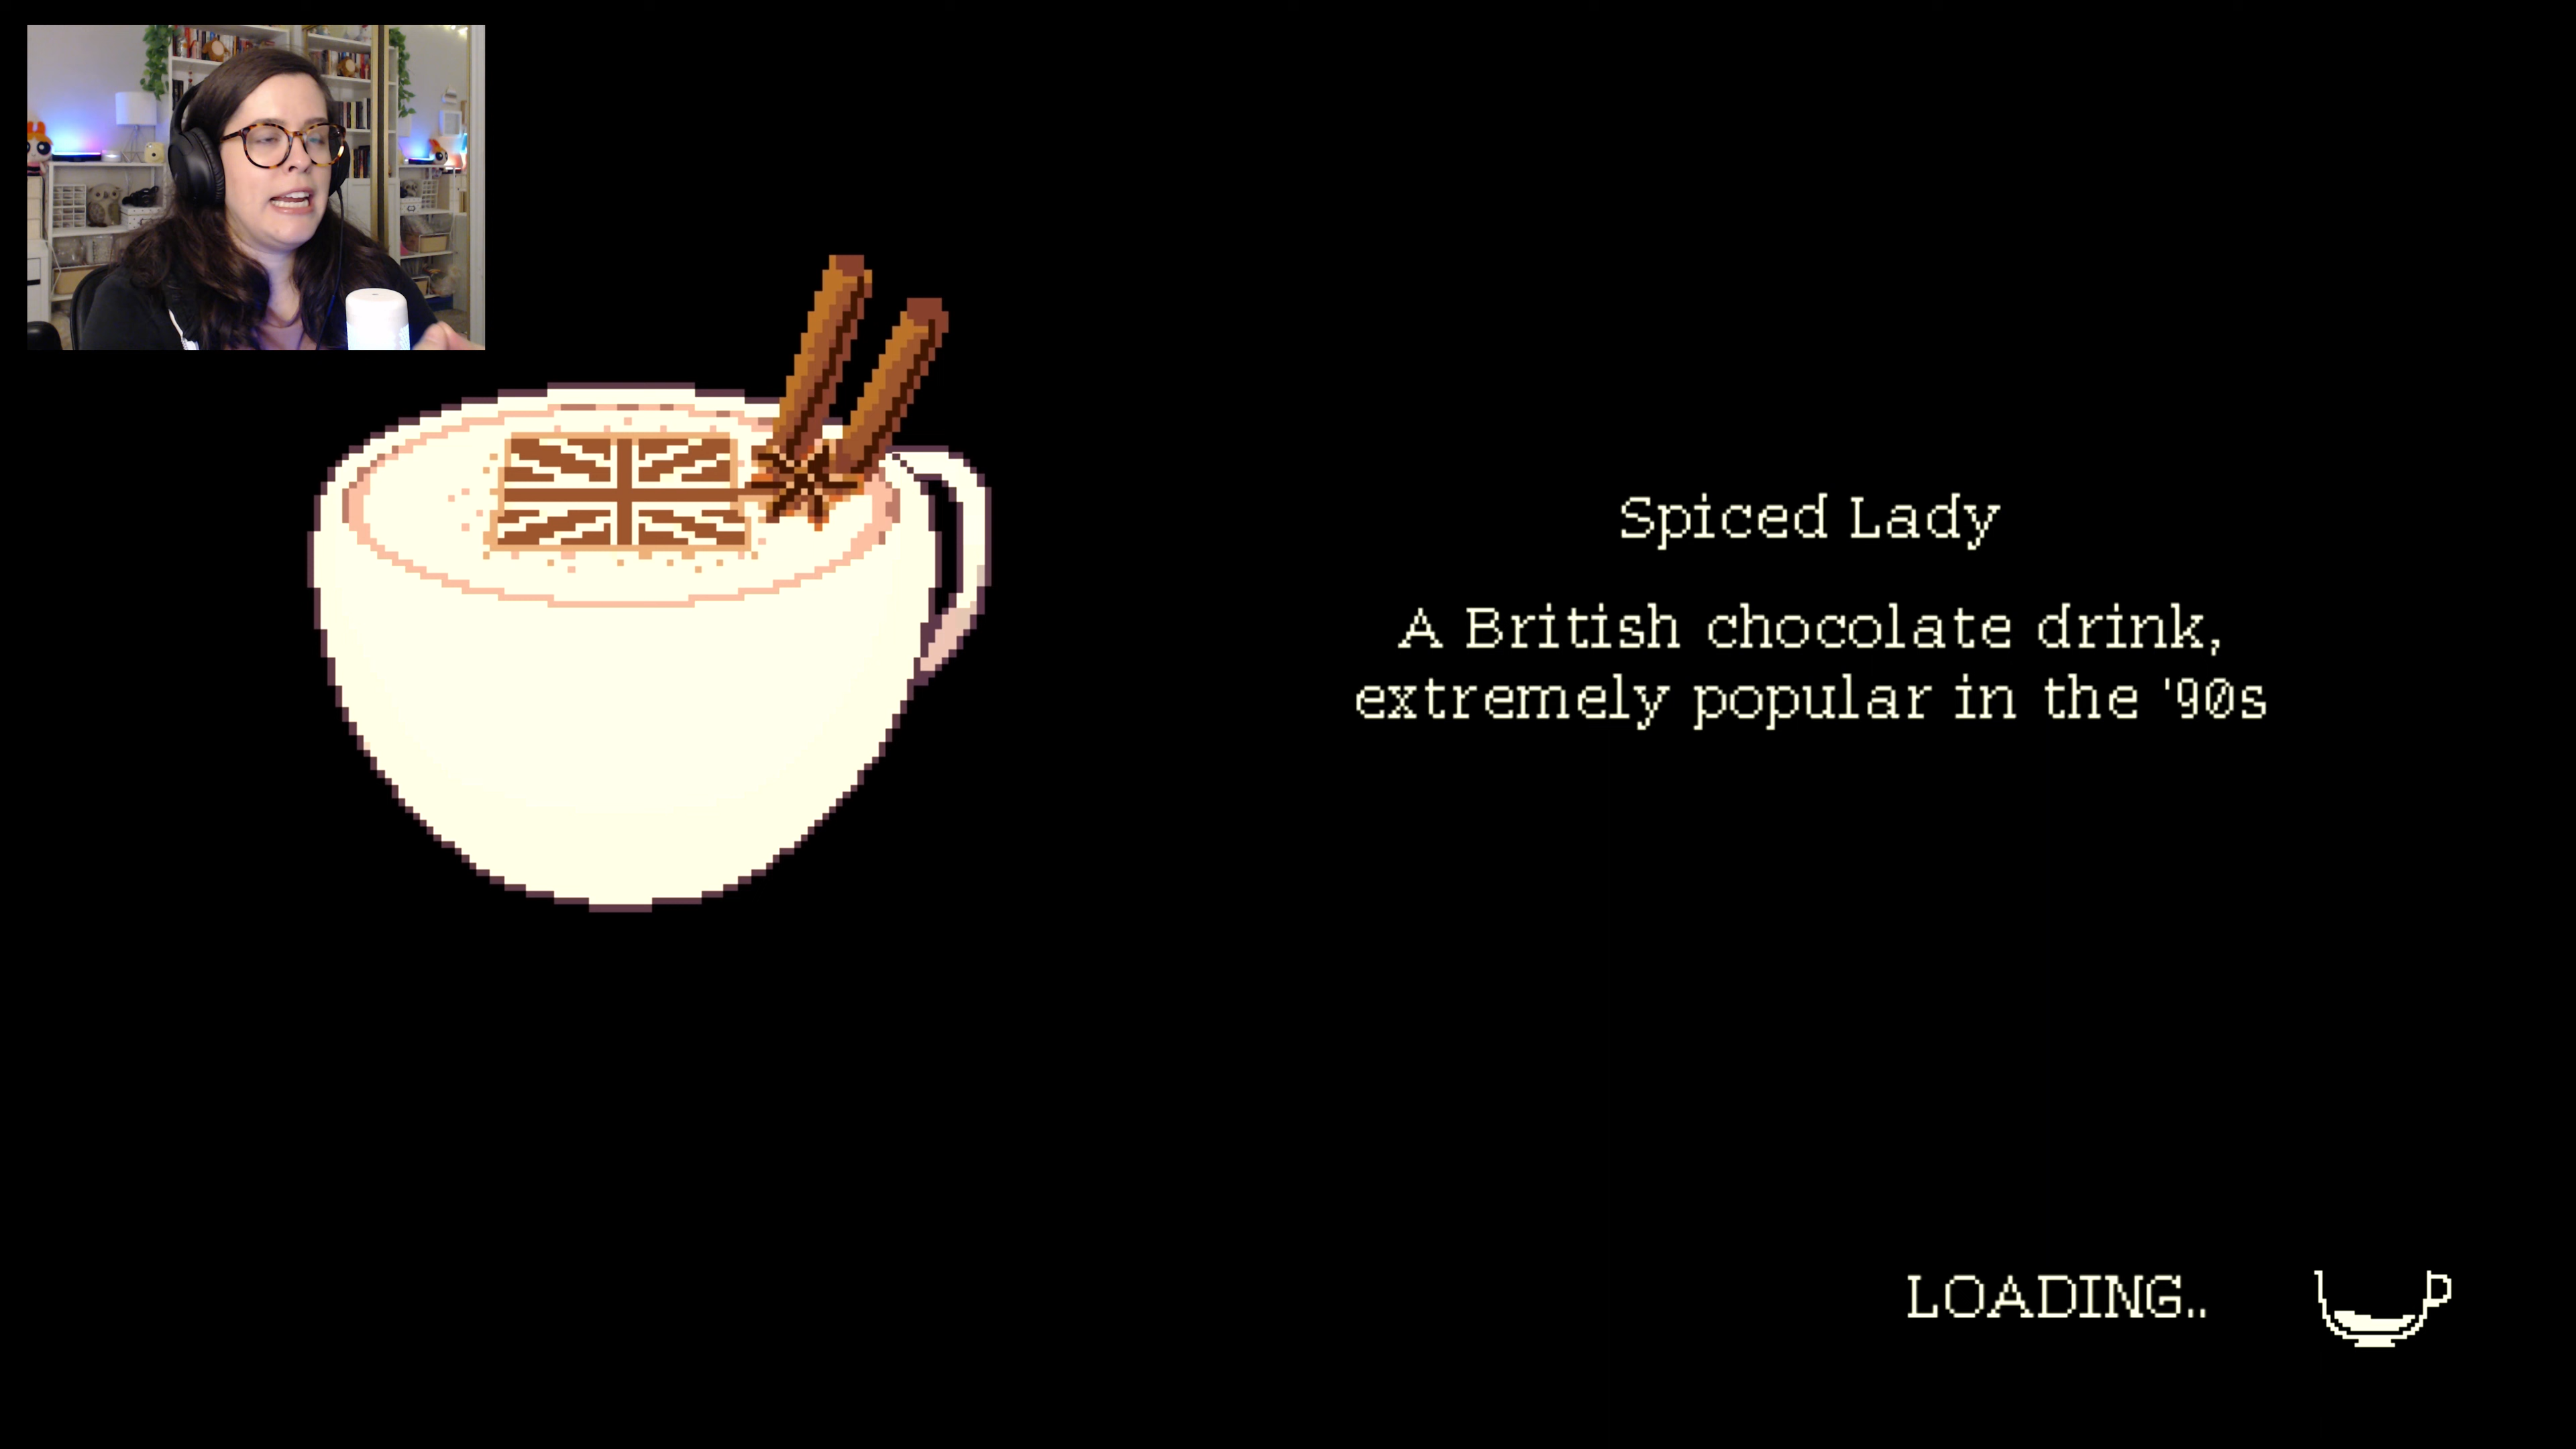 Spiced Lady
A British chocolate drink,
extremely popular in the '90s
LOADING..